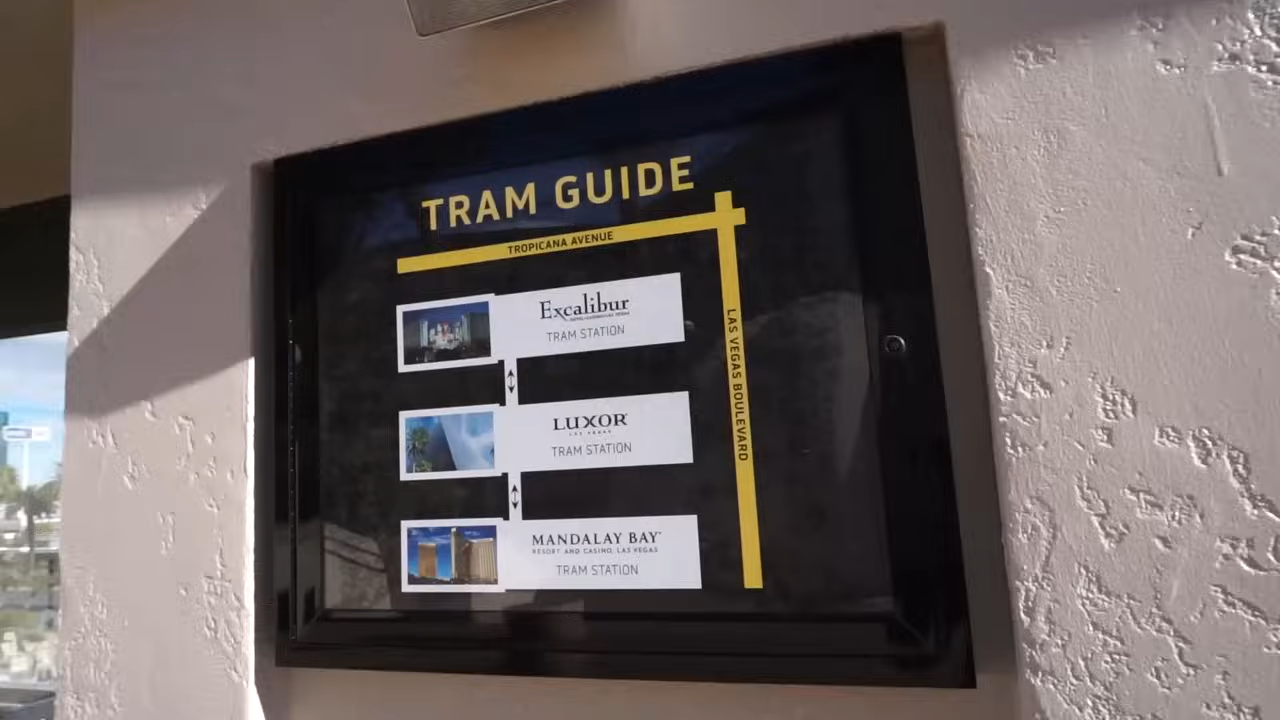 TRAM GUIDE
TROPICANA AVENUE
Excalibur
TRAM STATION
LAS VEGAS BOULEVARD
LUXOR
LAS VEGAS
TRAM STATION
MANDALAY BAY
RESORT AND CASINO, LAS VEGAS
TRAM STATION